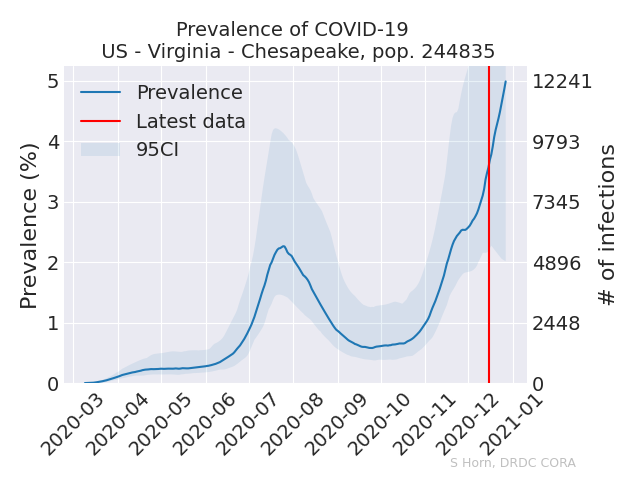 Prevalence of COVID-19
US - Virginia - Chesapeake, pop. 244835
Prevalence
Latest data
95CI
Prevalence (%)
5
4
3
2
1
0
12241
9793
7345
4896
2448
0
# of infections
2020-03
2020-04
2020-05
2020-06
2020-07
2020-08
2020-09
2020-10
2020-11
2020-12
2021-01
S Horn, DRDC CORA